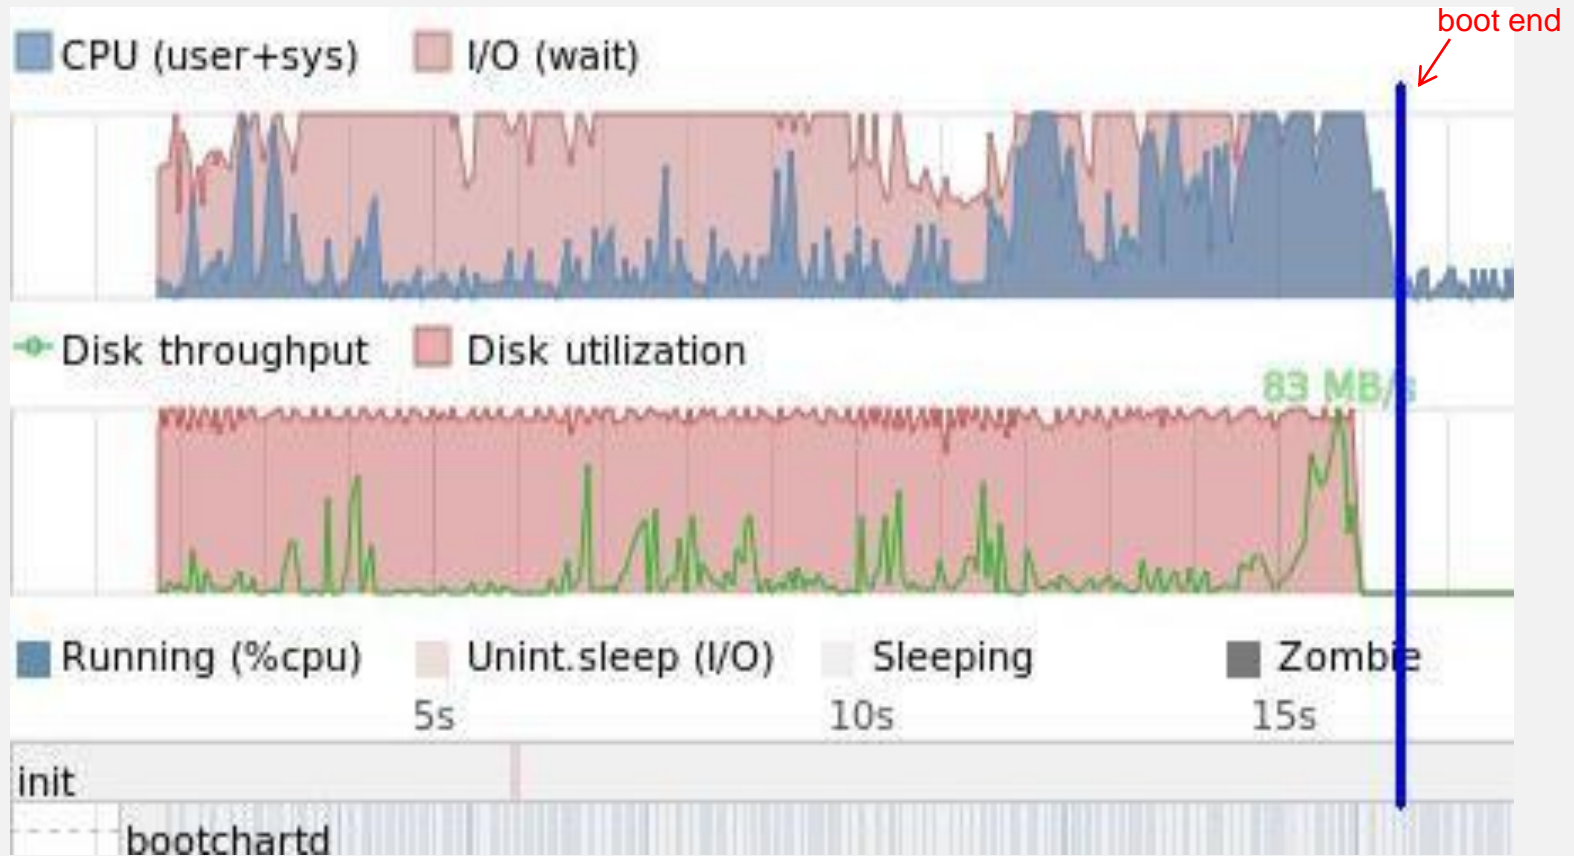 boot end
CPU (user+sys) I/O (wait)
Disk throughput Disk utilization
83 MB/s
Running (%cpu) Unint.sleep (I/O) Sleeping Zombie
5s 10s 15s
init
bootchartd